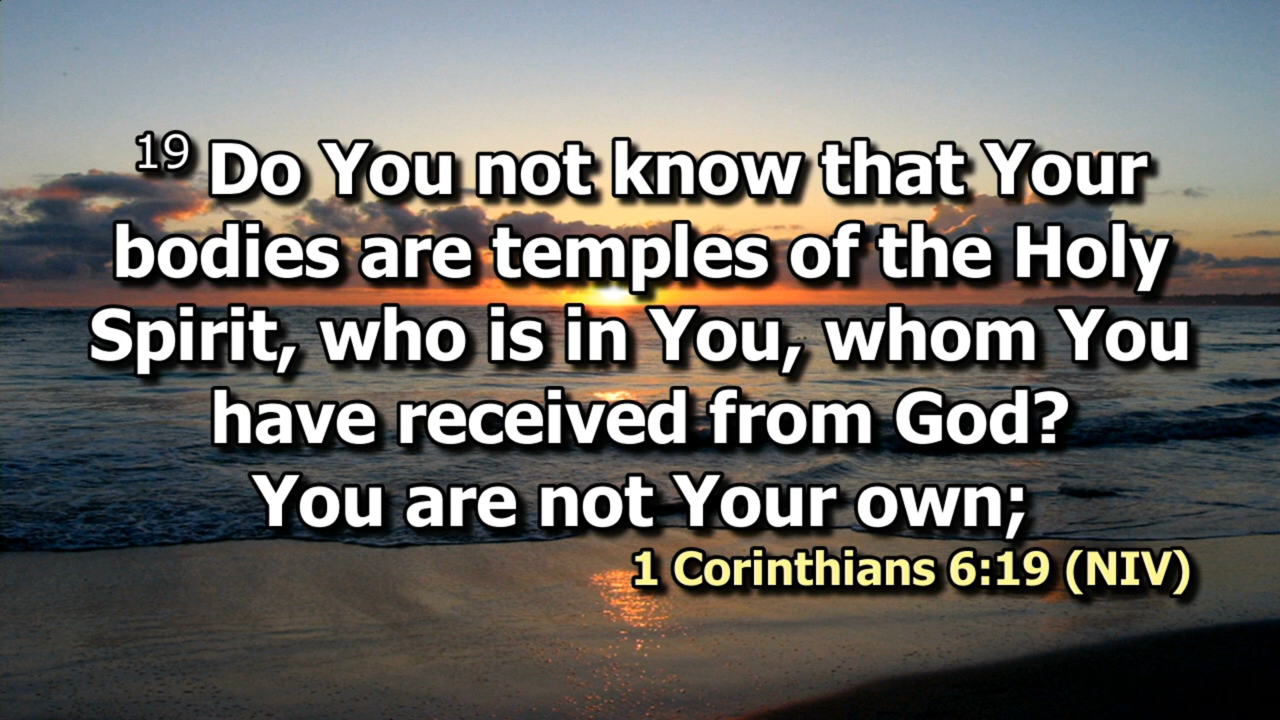 19 Do You not know that Your
bodies are temples of the Holy
Spirit, who is in You, whom You
have received from God?
You are not Your own;
1 Corinthians 6:19 (NIV)